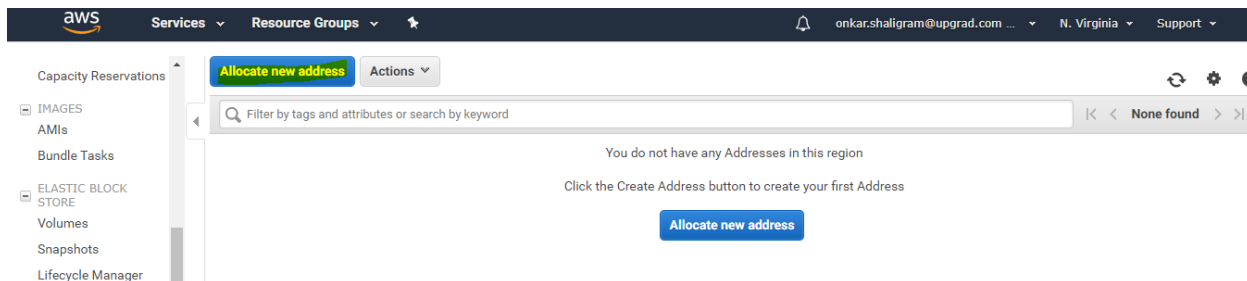 aws Services Resource Groups onkar.shaligram@upgrad.com ... N. Virginia Support
Capacity Reservations
IMAGES
AMIs
Bundle Tasks
ELASTIC BLOCK
STORE
Volumes
Snapshots
Lifecycle Manager
Allocate new address Actions
Filter by tags and attributes or search by keyword None found
You do not have any Addresses in this region
Click the Create Address button to create your first Address
Allocate new address